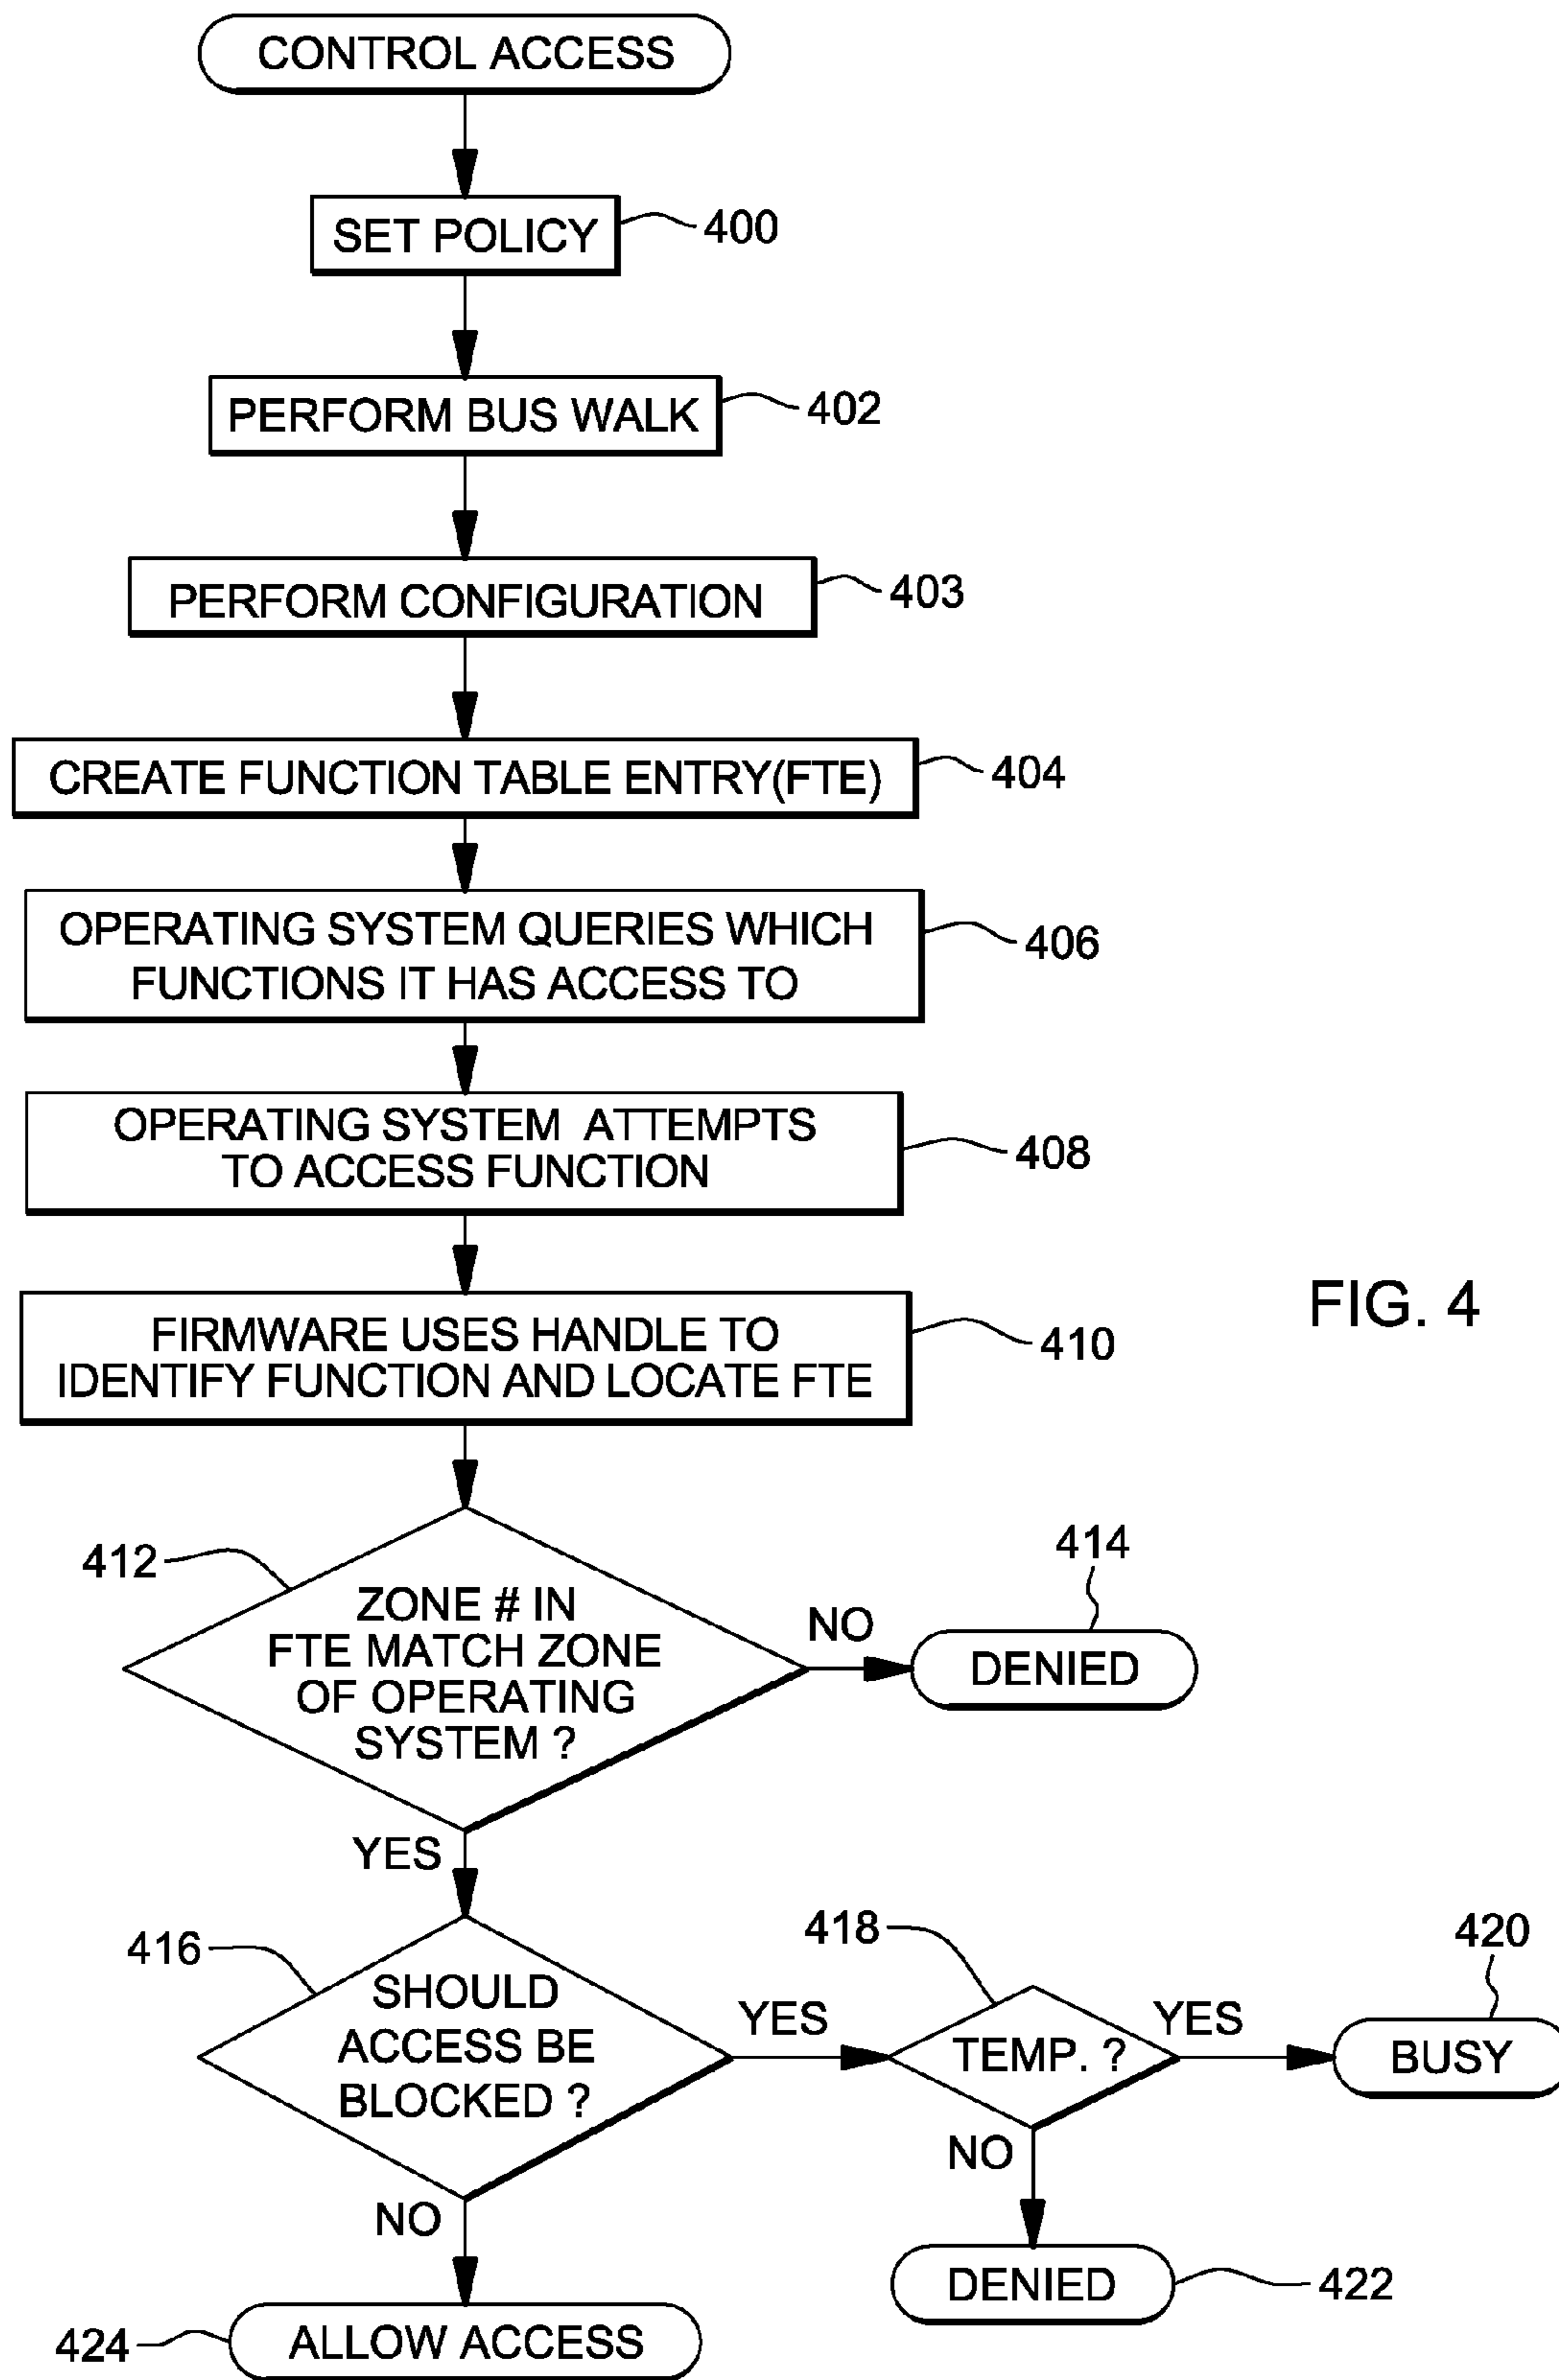 CONTROL ACCESS
SET POLICY
400
PERFORM BUS WALK
402
PERFORM CONFIGURATION
403
CREATE FUNCTION TABLE ENTRY(FTE)
404
OPERATING SYSTEM QUERIES WHICH
FUNCTIONS IT HAS ACCESS TO
406
OPERATING SYSTEM ATTEMPTS
TO ACCESS FUNCTION
408
FIRMWARE USES HANDLE TO
IDENTIFY FUNCTION AND LOCATE FTE
410
FIG. 4
412
ZONE # IN
FTE MATCH ZONE
OF OPERATING
SYSTEM ?
NO
414
DENIED
YES
416
SHOULD
ACCESS BE
BLOCKED ?
YES
418
TEMP. ?
YES
420
BUSY
NO
DENIED
422
NO
424
ALLOW ACCESS